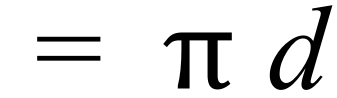 = π d